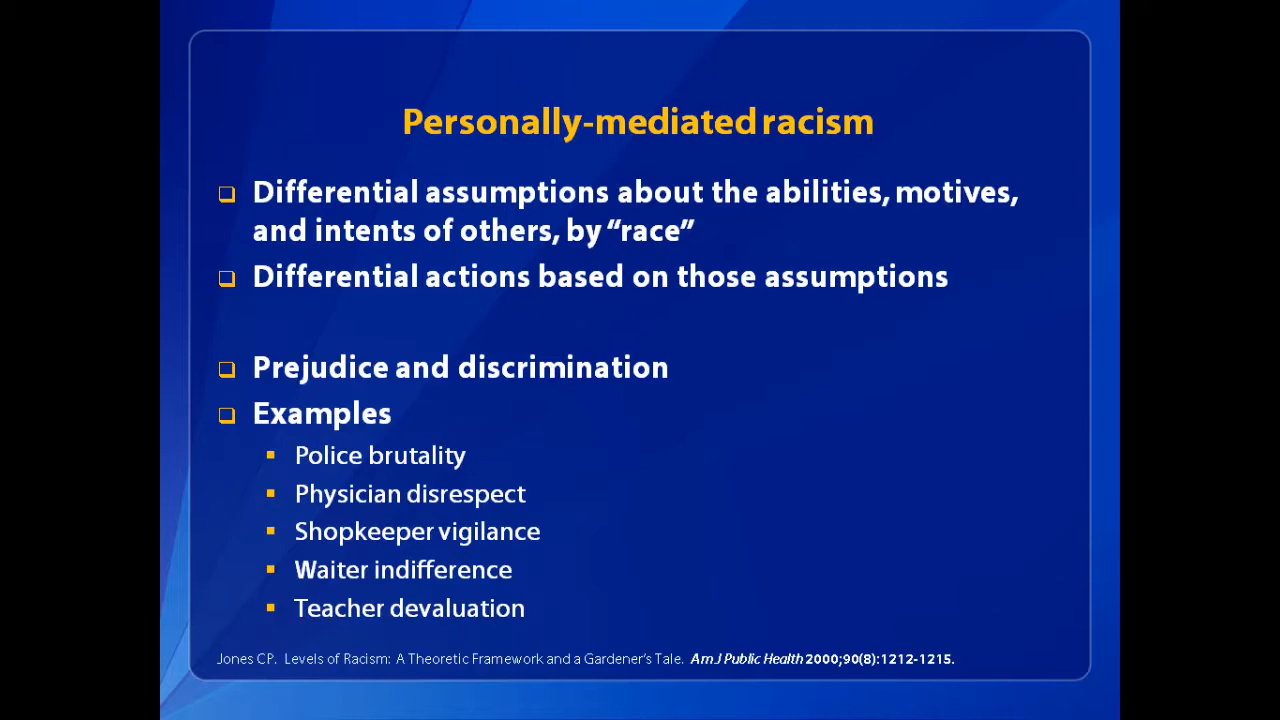 Personally-mediated racism
Differential assumptions about the abilities, motives,
and intents of others, by “race”
Differential actions based on those assumptions
Prejudice and discrimination
Examples
Police brutality
Physician disrespect
Shopkeeper vigilance
Waiter indifference
Teacher devaluation
Jones CP. Levels of Racism: A Theoretic Framework and a Gardener’s Tale. Am J Public Health 2000;90(8):1212-1215.